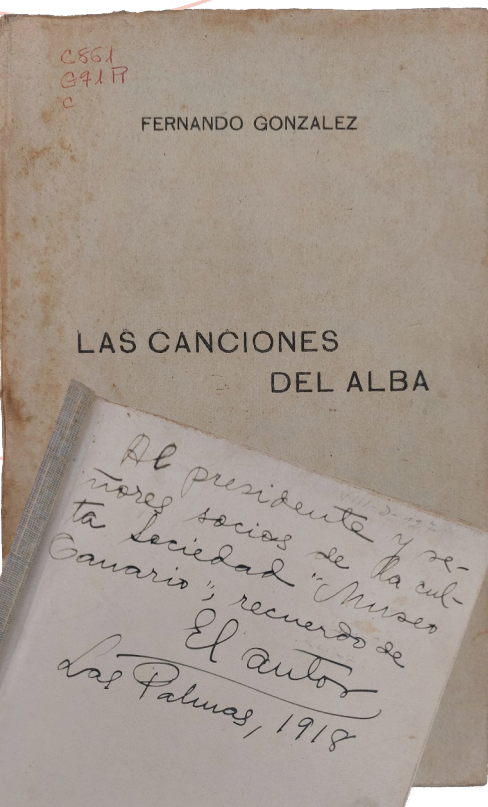 C861
G91 R
C
FERNANDO GONZALEZ
LAS CANCIONES
DEL ALBA
Al presidente y se-
ñores socios de la cul-
ta Sociedad "Museo
Canario", recuerdo de
El autor
Las Palmas, 1918